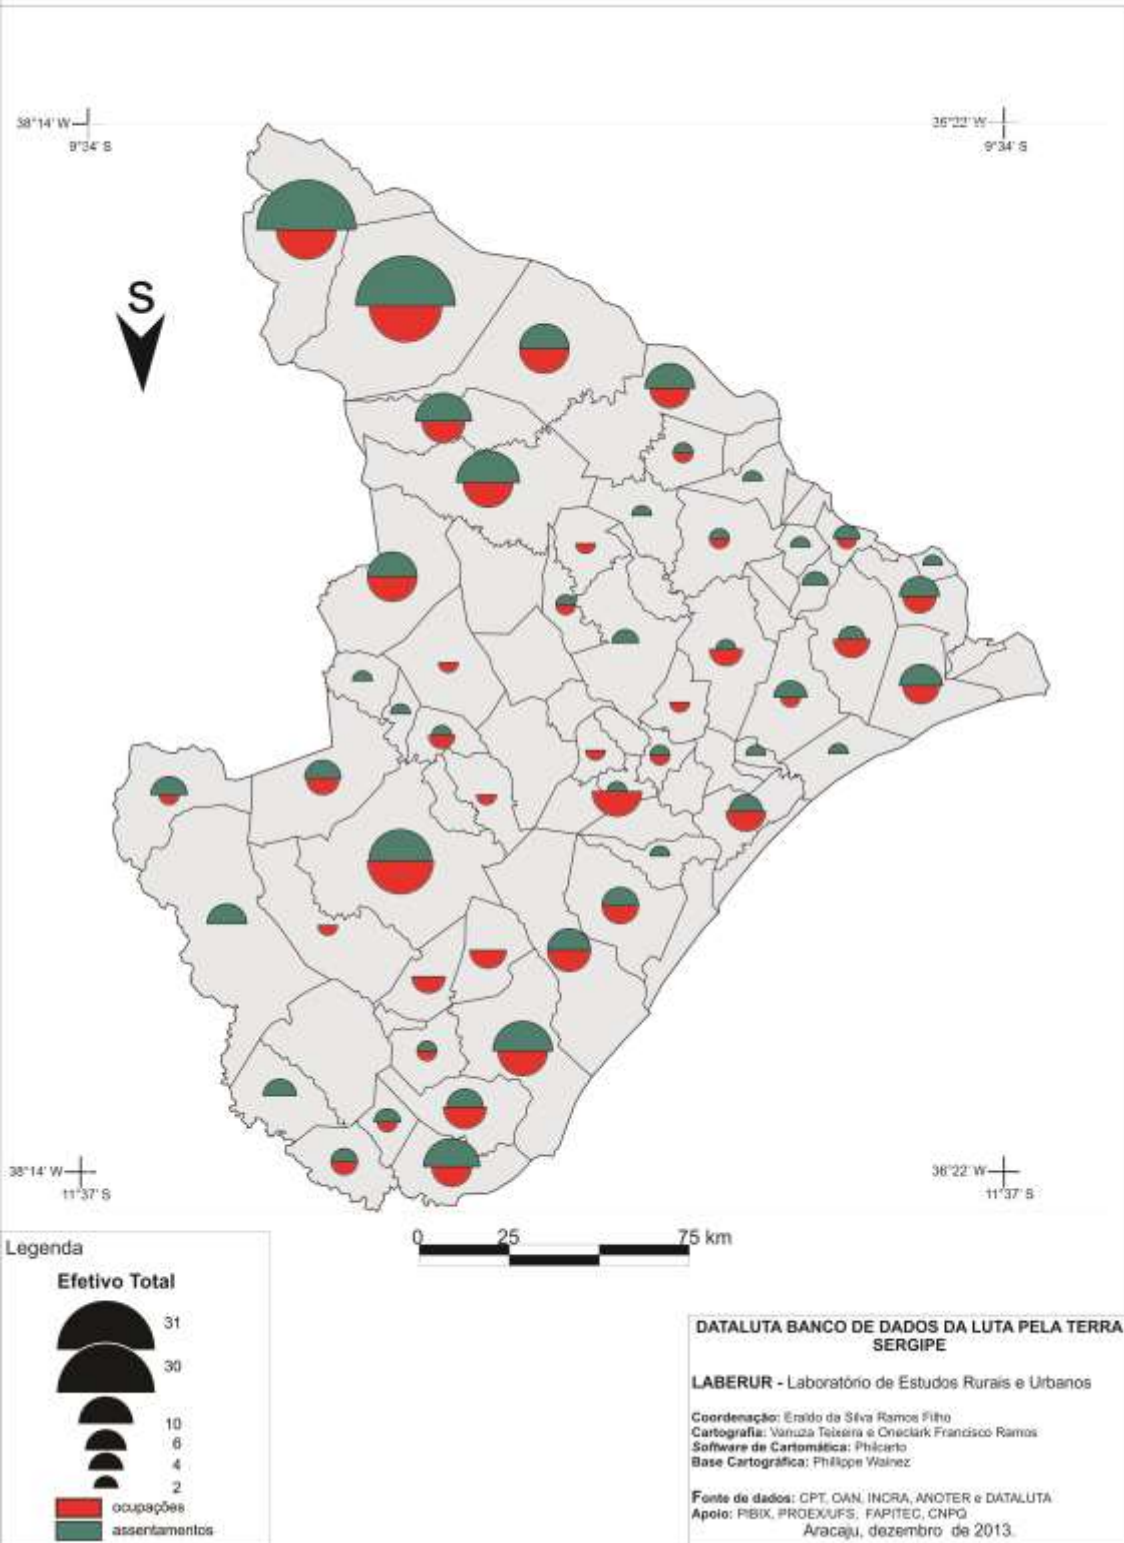 38°14' W
9°34' S
36°22' W
9°34' S
S
38°14' W
11°37' S
36°22' W
11°37' S
0 25 75 km
Legenda
Efetivo Total
31
30
10
6
4
2
ocupações
assentamentos
DATALUTA BANCO DE DADOS DA LUTA PELA TERRA
SERGIPE
LABERUR - Laboratório de Estudos Rurais e Urbanos
Coordenação: Eraldo da Silva Ramos Filho
Cartografia: Vanuza Teixeira e Oneclark Francisco Ramos
Software de Cartomática: Philcarto
Base Cartográfica: Phillippe Wainez
Fonte de dados: CPT, OAN, INCRA, ANOTER e DATALUTA
Apoio: PIBIX, PROEX/UFS, FAPITEC, CNPQ
Aracaju, dezembro de 2013.